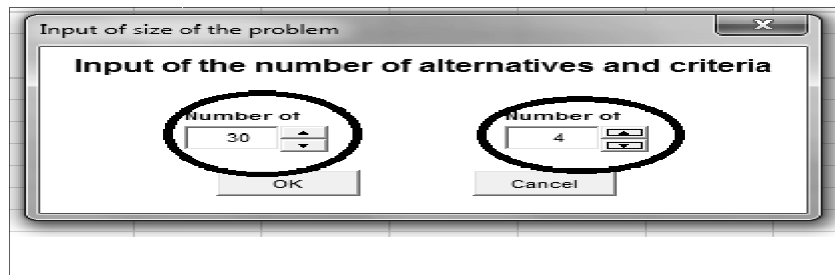 Input of size of the problem
Input of the number of alternatives and criteria
Number of Number of
30 4
OK Cancel